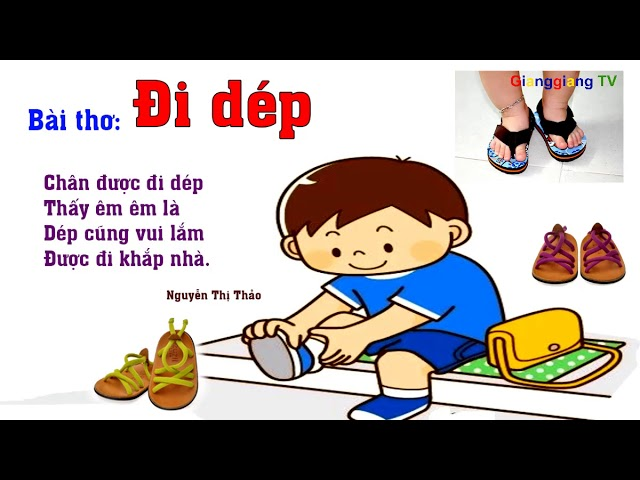 Gianggiang TV
Bài thơ: Đi dép
Chân được đi dép
Thấy êm êm là
Dép cũng vui lắm
Được đi khắp nhà.
Nguyễn Thị Thảo